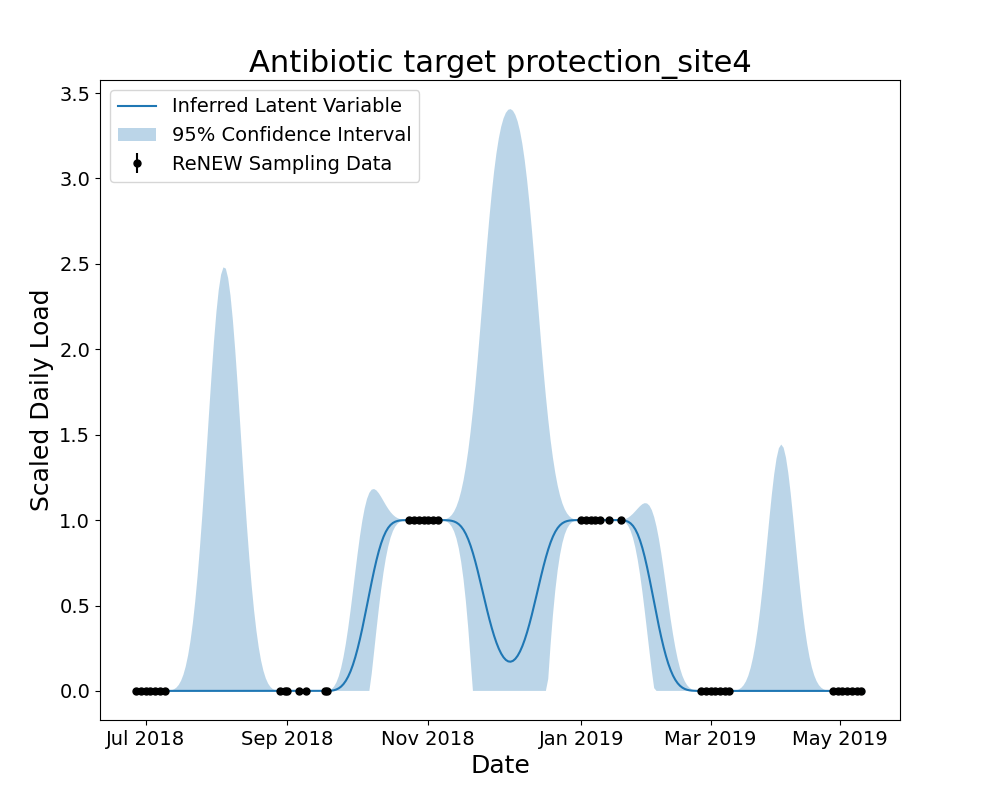 Antibiotic target protection_site4
Inferred Latent Variable
95% Confidence Interval
ReNEW Sampling Data
Scaled Daily Load
3.5
3.0
2.5
2.0
1.5
1.0
0.5
0.0
Jul 2018 Sep 2018 Nov 2018 Jan 2019 Mar 2019 May 2019
Date